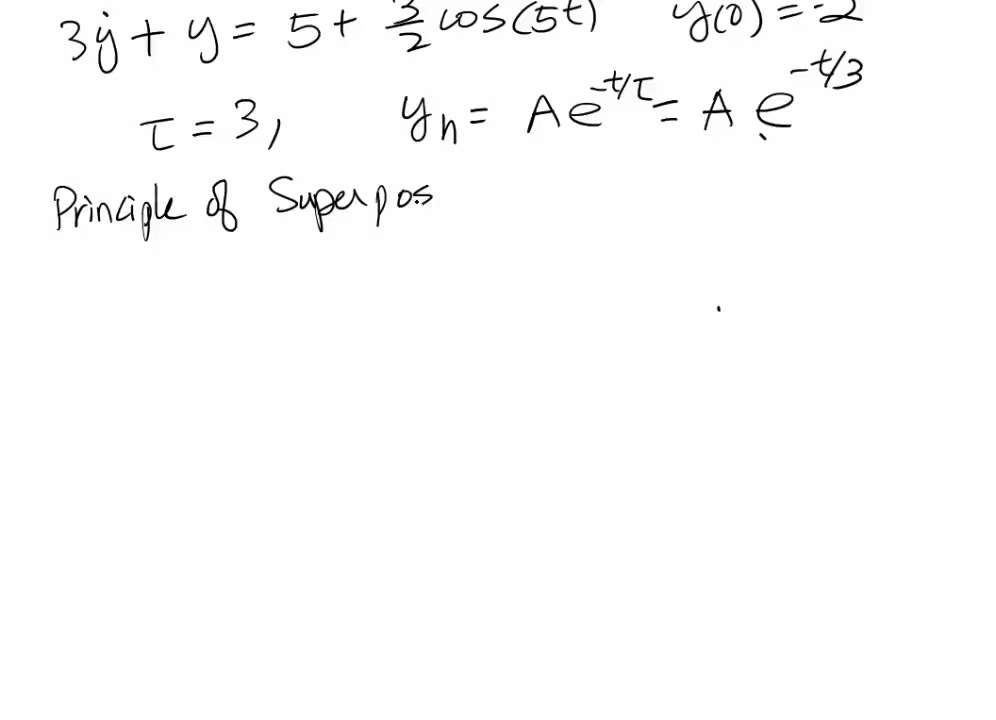 3ẏ + y = 5 + 3/2 cos(5t) y(0) = -2
τ = 3, yh = Ae^-t/τ = A e^-t/3
Principle of Superpos